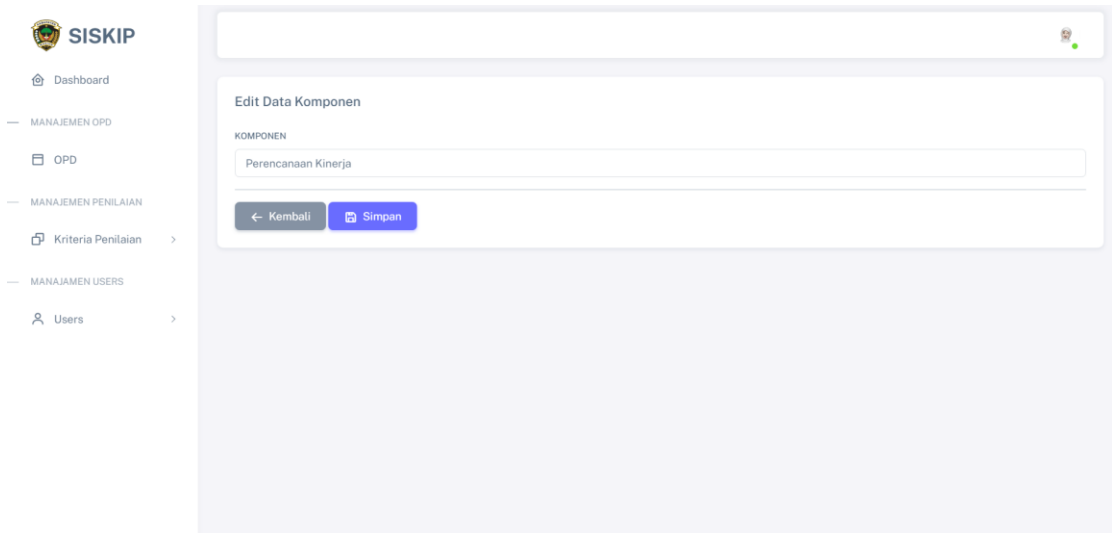 SISKIP
Dashboard
MANAJEMEN OPD
OPD
MANAJEMEN PENILAIAN
Kriteria Penilaian
MANAJAMEN USERS
Users
Edit Data Komponen
KOMPONEN
Perencanaan Kinerja
Kembali
Simpan